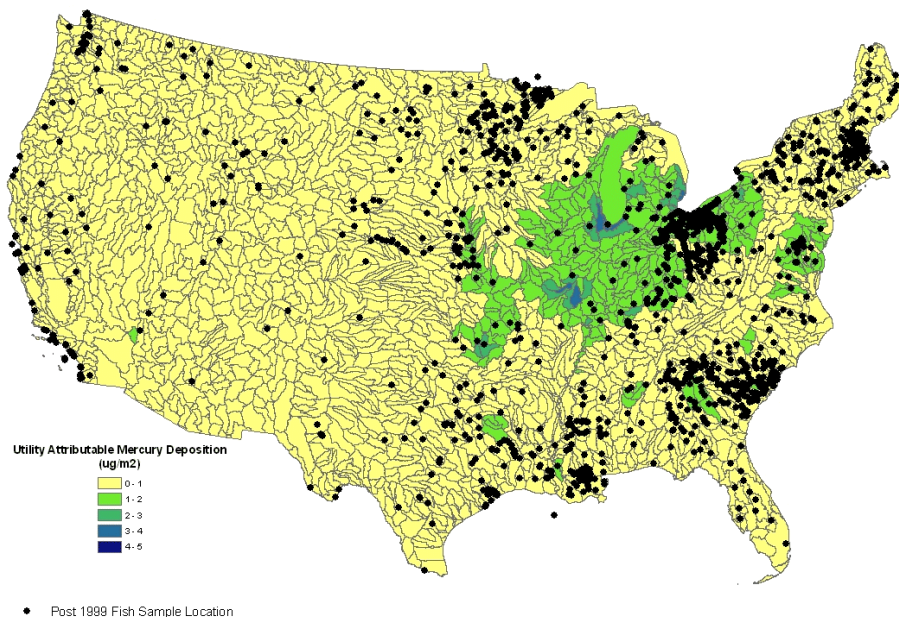 Utility Attributable Mercury Deposition
(ug/m2)
0 - 1
1 - 2
2 - 3
3 - 4
4 - 5
Post 1999 Fish Sample Location